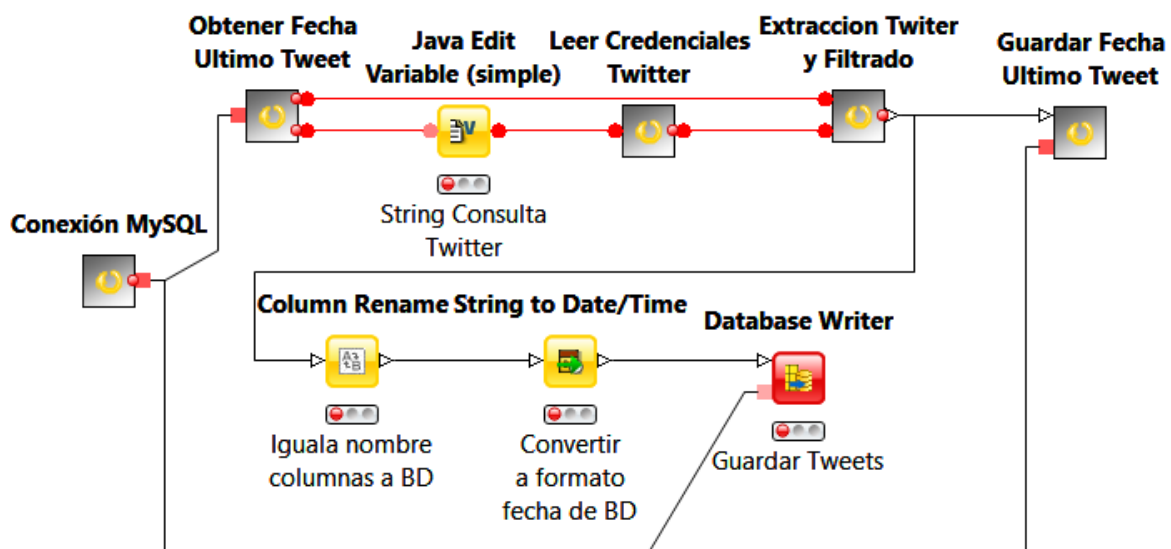 Obtener Fecha
Ultimo Tweet
Java Edit
Variable (simple)
Leer Credenciales
Twitter
Extraccion Twiter
y Filtrado
Guardar Fecha
Ultimo Tweet
String Consulta
Twitter
Conexión MySQL
Column Rename
String to Date/Time
Database Writer
Iguala nombre
columnas a BD
Convertir
a formato
fecha de BD
Guardar Tweets